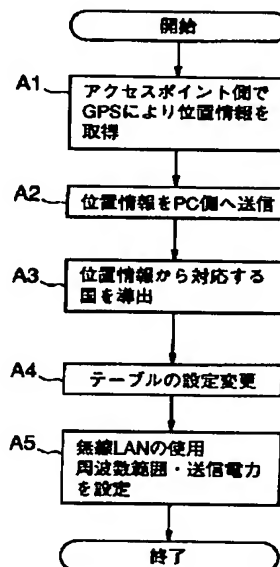 開始
A1
アクセスポイント側で
GPSにより位置情報を
取得
A2
位置情報をPC側へ送信
A3
位置情報から対応する
国を導出
A4
テーブルの設定変更
A5
無線LANの使用
周波数範囲・送信電力
を設定
終了